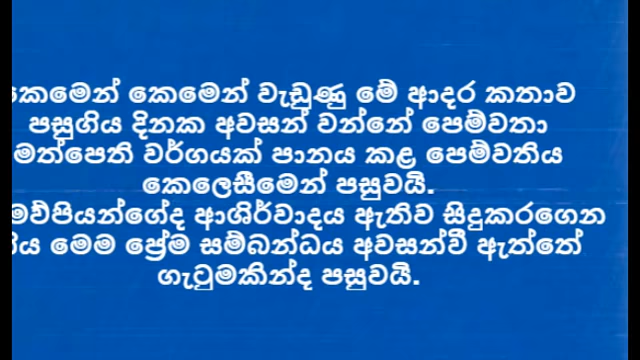 කෙමෙන් කෙමෙන් වැඩුණු මේ ආදර කතාව
පසුගිය දිනක අවසන් වන්නේ පෙම්වතා
මත්පෙති වර්ගයක් පානය කළ පෙම්වතිය
කෙලෙසීමෙන් පසුවයි.
මව්පියන්ගේද ආශිර්වාදය ඇතිව සිදුකරගෙන
මෙම ප්‍රේම සම්බන්ධය අවසන්වී ඇත්තේ
ගැටුමකින්ද පසුවයි.